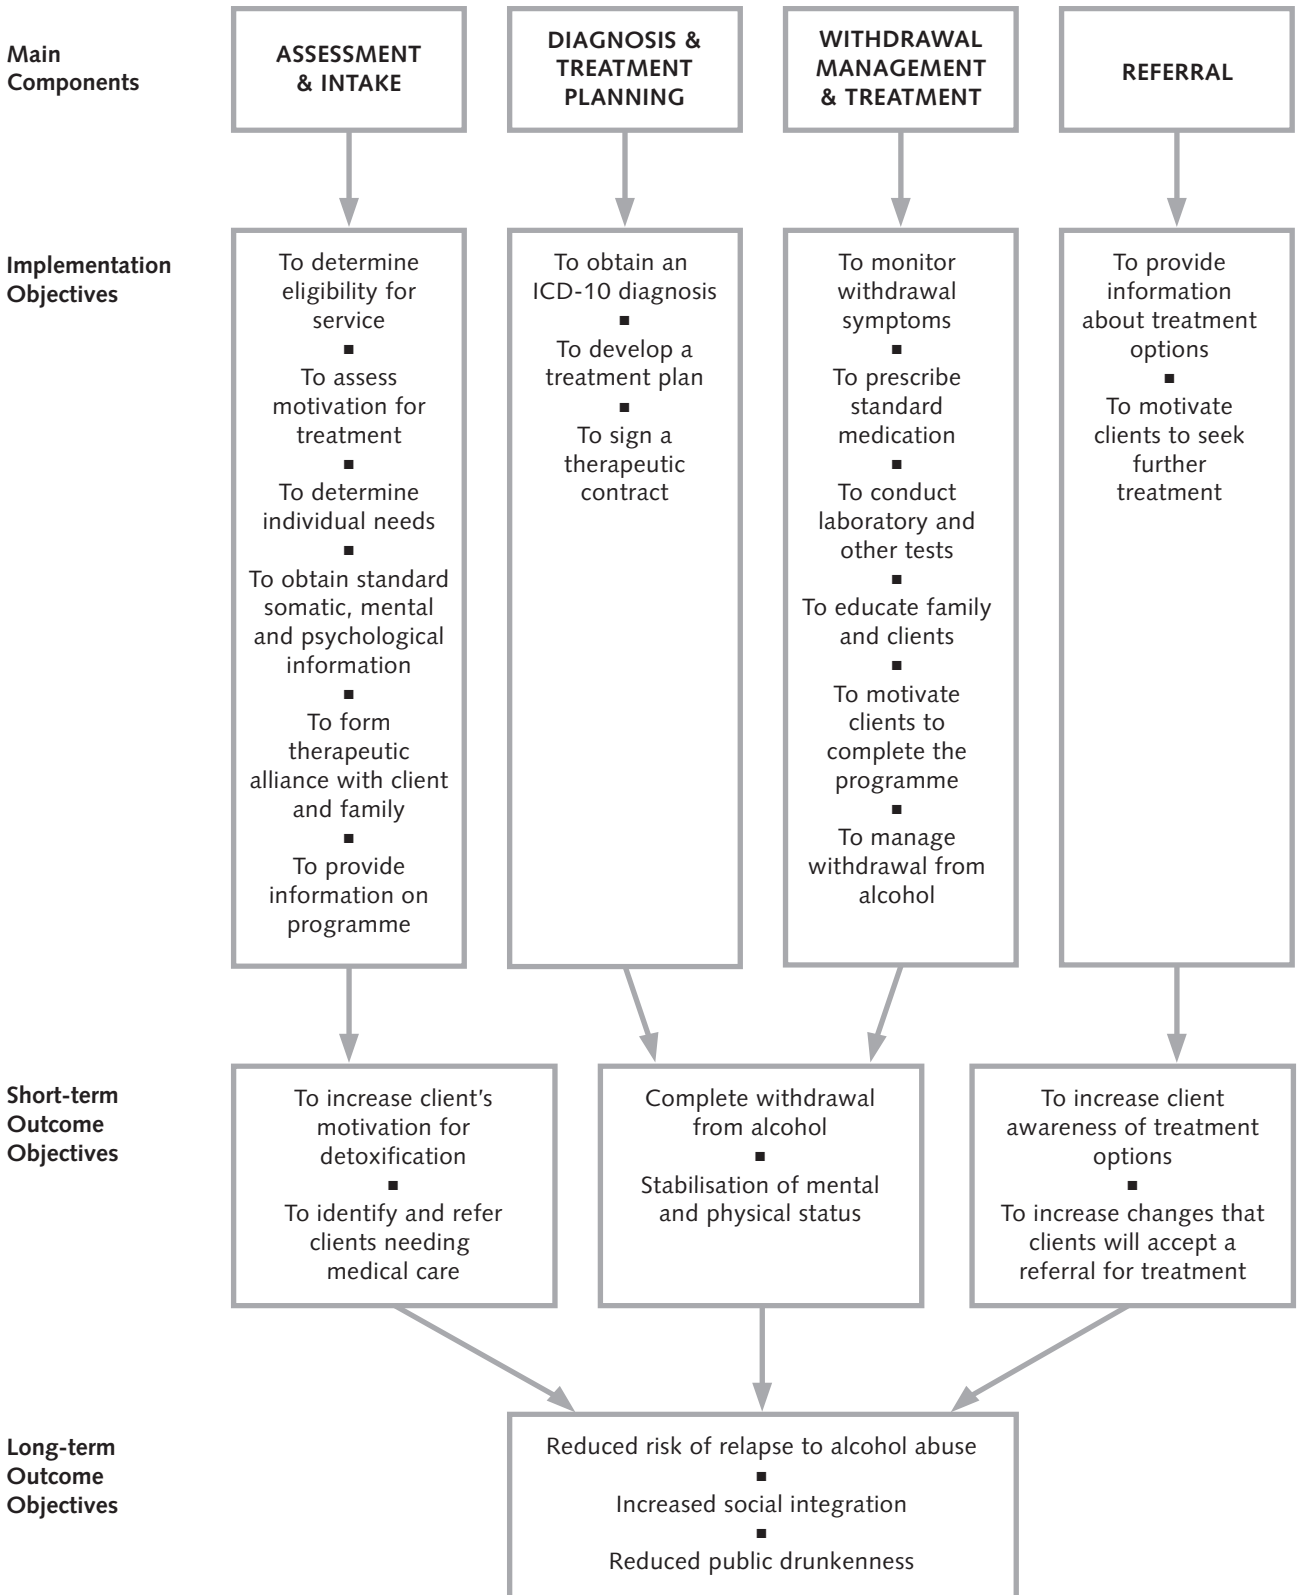 Main
Components
ASSESSMENT
& INTAKE
DIAGNOSIS &
TREATMENT
PLANNING
WITHDRAWAL
MANAGEMENT
& TREATMENT
REFERRAL
Implementation
Objectives
To determine
eligibility for
service
■
To assess
motivation for
treatment
■
To determine
individual needs
■
To obtain standard
somatic, mental
and psychological
information
■
To form
therapeutic
alliance with client
and family
■
To provide
information on
programme
To obtain an
ICD-10 diagnosis
■
To develop a
treatment plan
■
To sign a
therapeutic
contract
To monitor
withdrawal
symptoms
■
To prescribe
standard
medication
■
To conduct
laboratory and
other tests
■
To educate family
and clients
■
To motivate
clients to
complete the
programme
■
To manage
withdrawal from
alcohol
To provide
information
about treatment
options
■
To motivate
clients to seek
further
treatment
Short-term
Outcome
Objectives
To increase client's
motivation for
detoxification
■
To identify and refer
clients needing
medical care
Complete withdrawal
from alcohol
■
Stabilisation of mental
and physical status
To increase client
awareness of treatment
options
■
To increase changes that
clients will accept a
referral for treatment
Long-term
Outcome
Objectives
Reduced risk of relapse to alcohol abuse
■
Increased social integration
■
Reduced public drunkenness